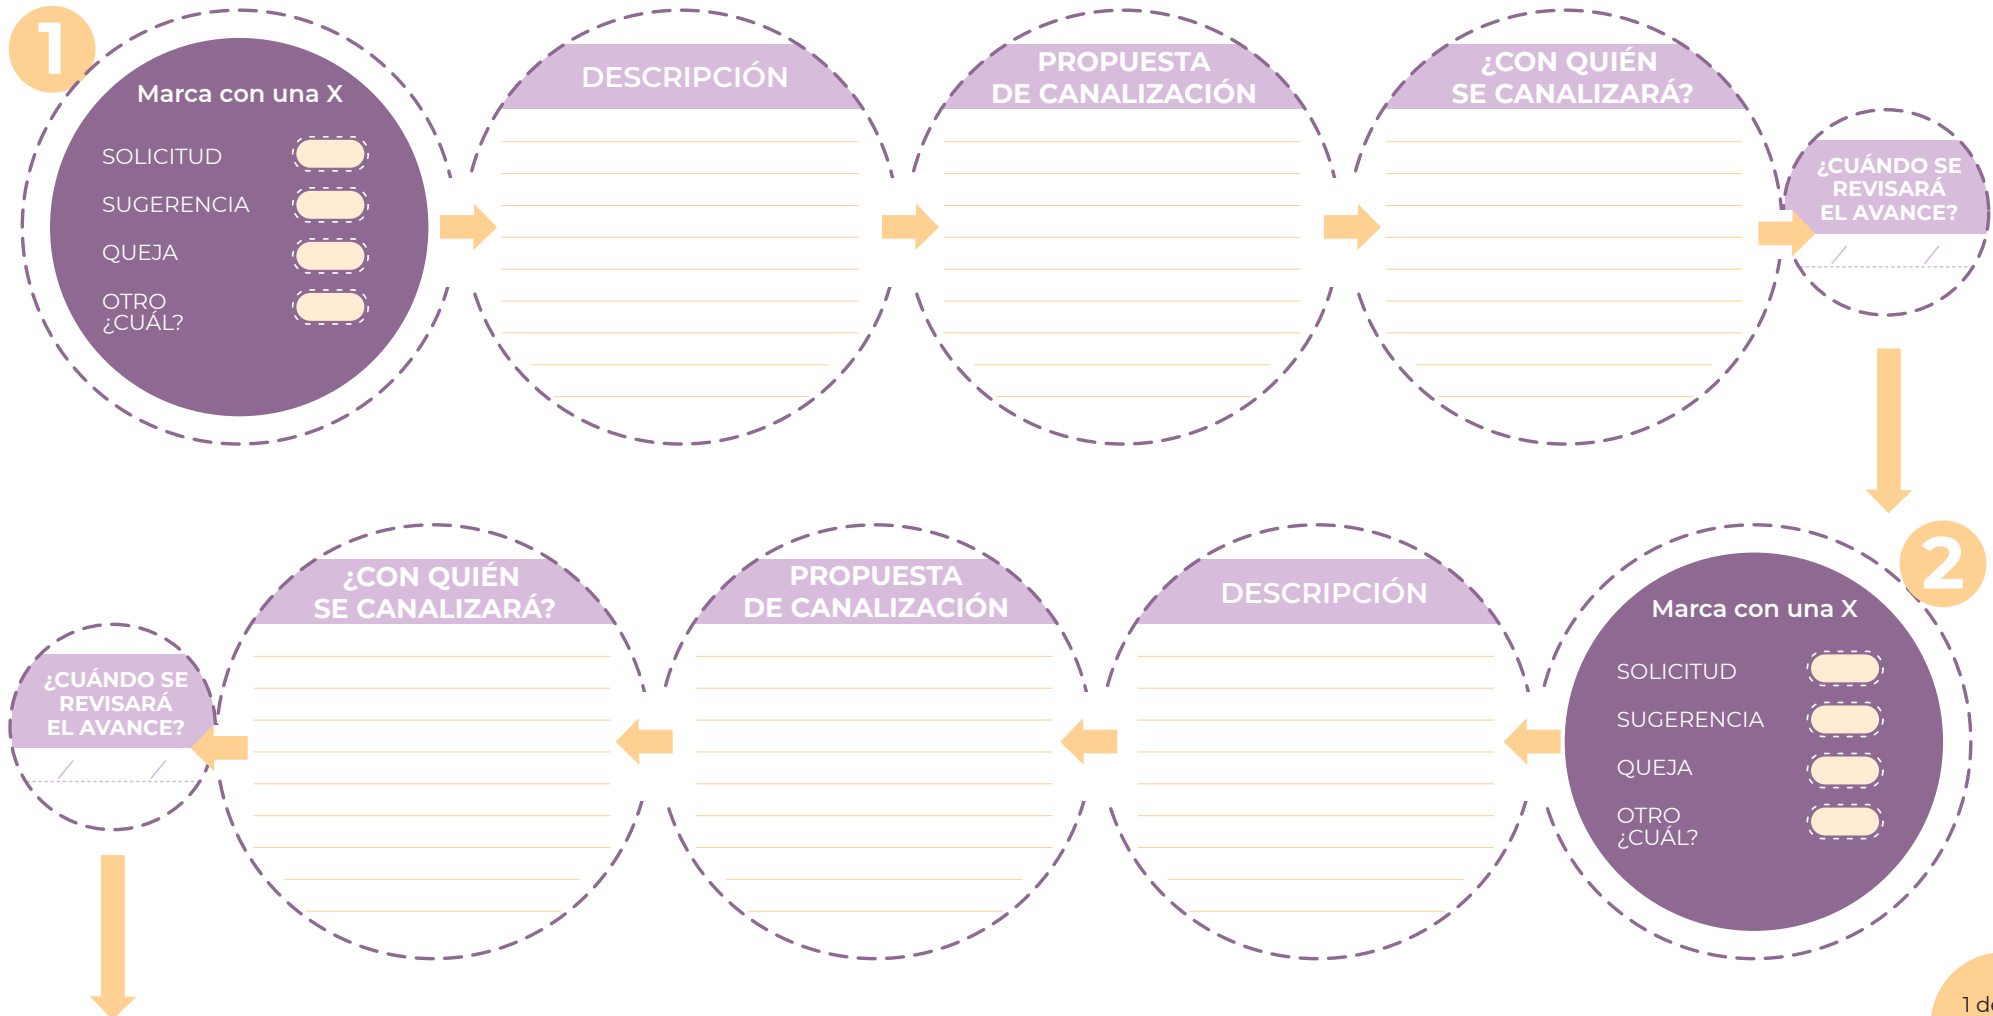 1
Marca con una X
SOLICITUD
SUGERENCIA
QUEJA
OTRO
¿CUÁL?
DESCRIPCIÓN
PROPUESTA
DE CANALIZACIÓN
¿CON QUIÉN
SE CANALIZARÁ?
¿CUÁNDO SE
REVISARÁ
EL AVANCE?
/ /
2
Marca con una X
SOLICITUD
SUGERENCIA
QUEJA
OTRO
¿CUÁL?
DESCRIPCIÓN
PROPUESTA
DE CANALIZACIÓN
¿CON QUIÉN
SE CANALIZARÁ?
¿CUÁNDO SE
REVISARÁ
EL AVANCE?
/ /
1 de